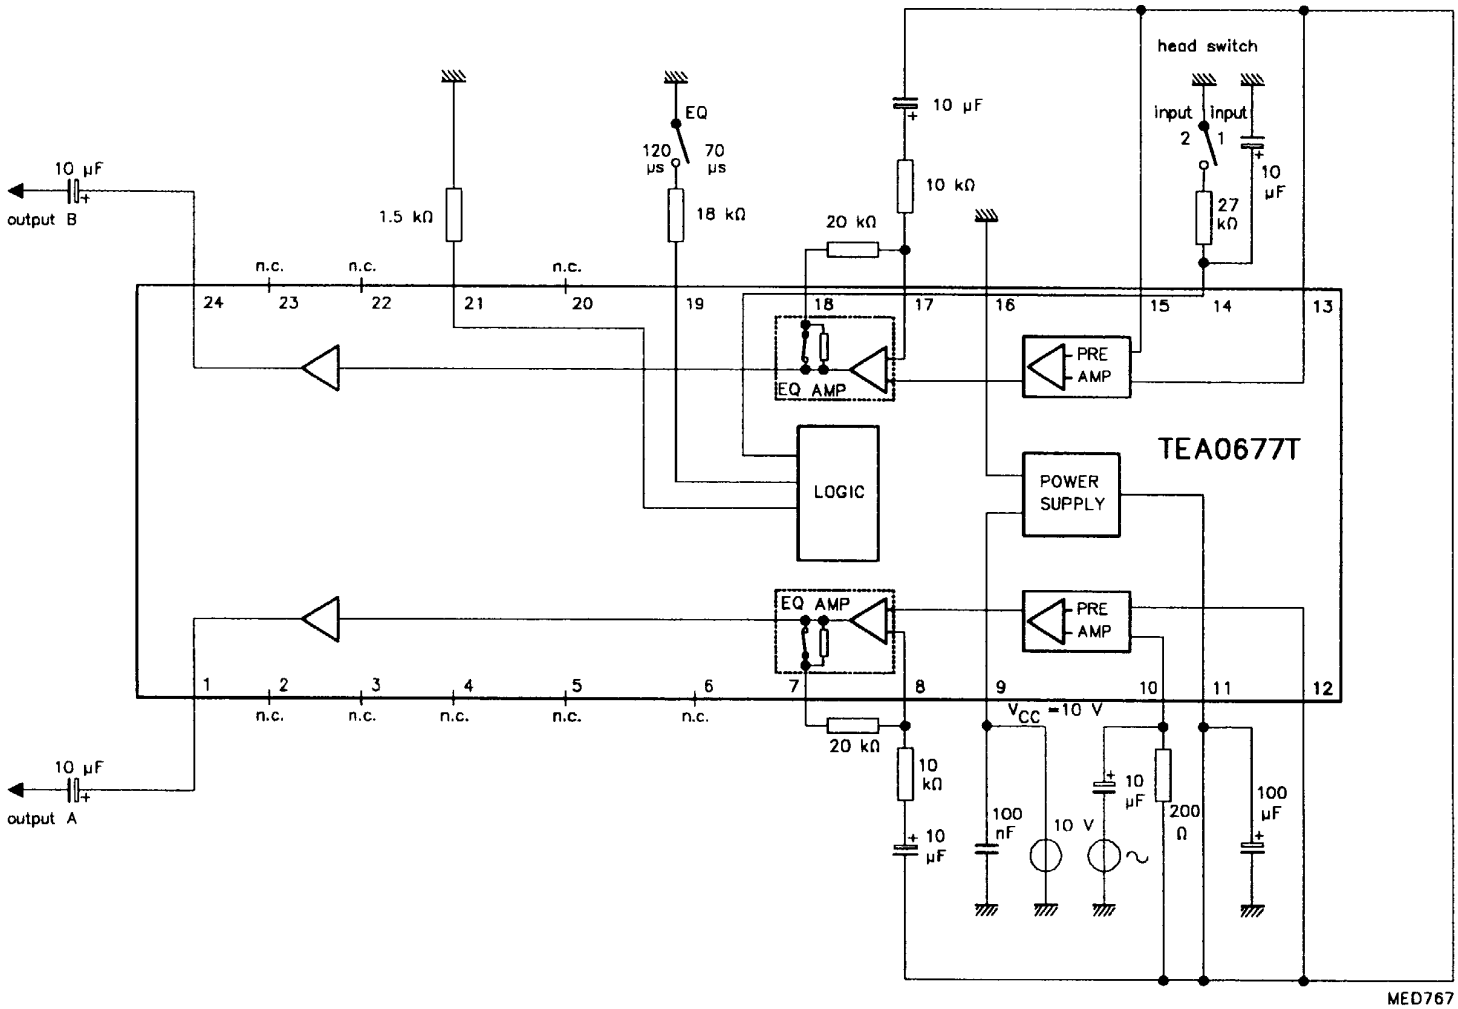 head switch
10 µF
EQ
input input
2 1
120 70
µs µs
10 µF
10 kΩ
10
µF
output B
1.5 kΩ
18 kΩ
20 kΩ
27
kΩ
n.c. n.c. n.c.
24 23 22 21 20 19 18 17 16 15 14 13
PRE
AMP
EQ AMP
TEA0677T
LOGIC
POWER
SUPPLY
EQ AMP
PRE
AMP
1 2 3 4 5 6 7 8 9 10 11 12
n.c. n.c. n.c. n.c. n.c.
VCC = 10 V
20 kΩ
10 µF
10
kΩ
10
µF
100
µF
output A
100
nF
10 V
200
Ω
10
µF
MED767